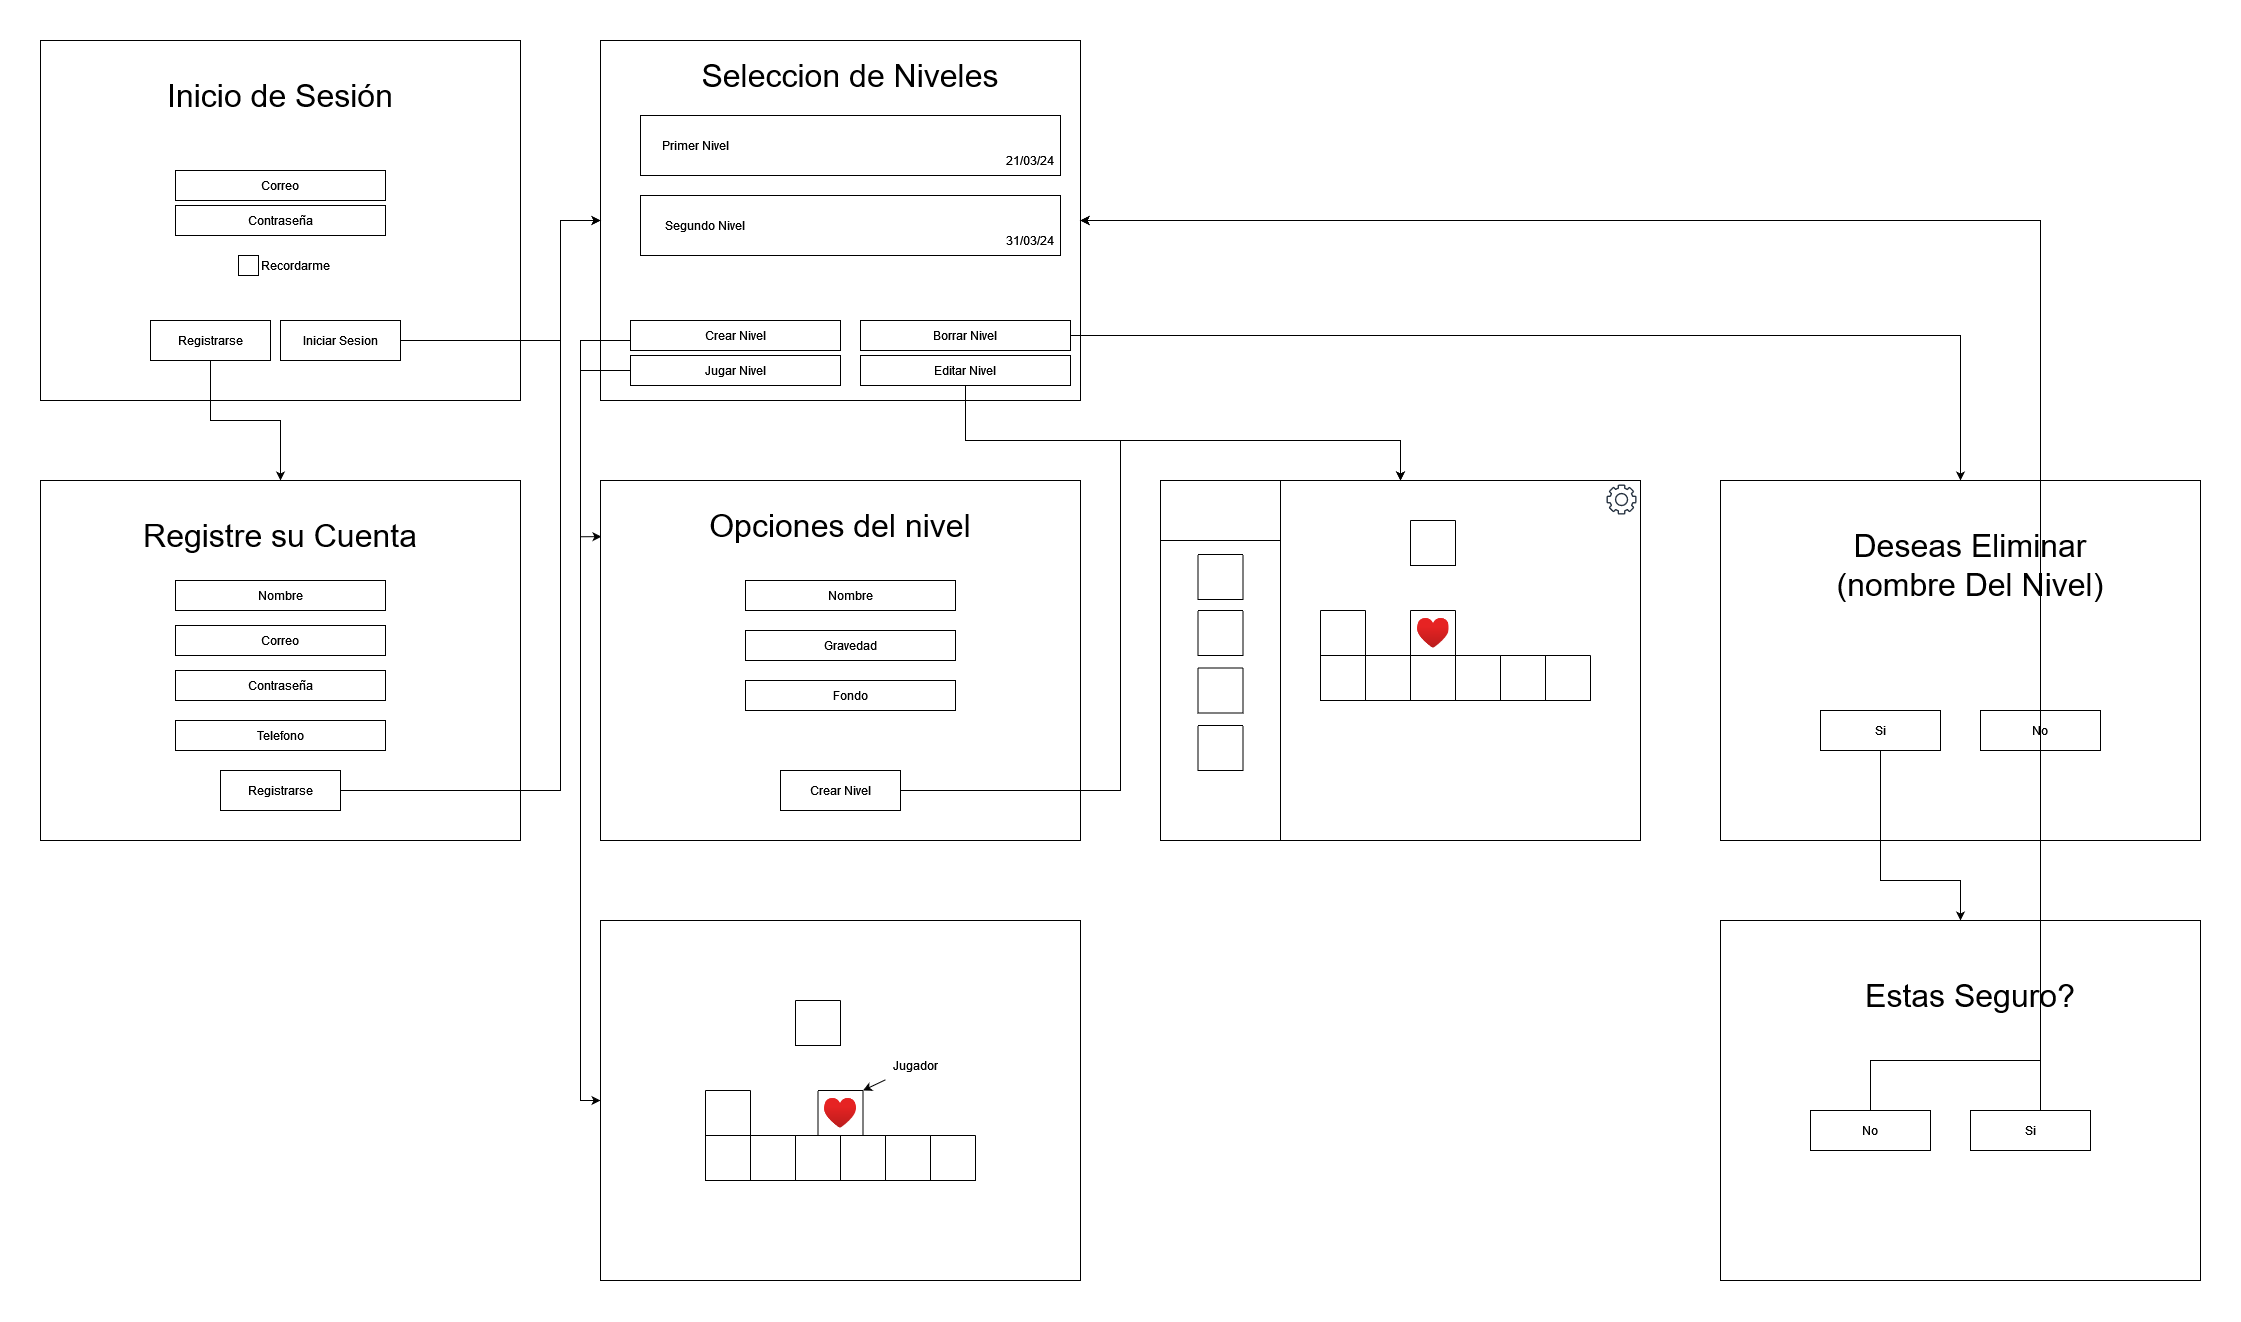 Inicio de Sesión
Correo
Contraseña
Recordarme
Registrarse
Iniciar Sesion
Seleccion de Niveles
Primer Nivel
21/03/24
Segundo Nivel
31/03/24
Crear Nivel
Borrar Nivel
Jugar Nivel
Editar Nivel
Registre su Cuenta
Nombre
Correo
Contraseña
Telefono
Registrarse
Opciones del nivel
Nombre
Gravedad
Fondo
Crear Nivel
Deseas Eliminar
(nombre Del Nivel)
Si
No
Jugador
Estas Seguro?
No
Si